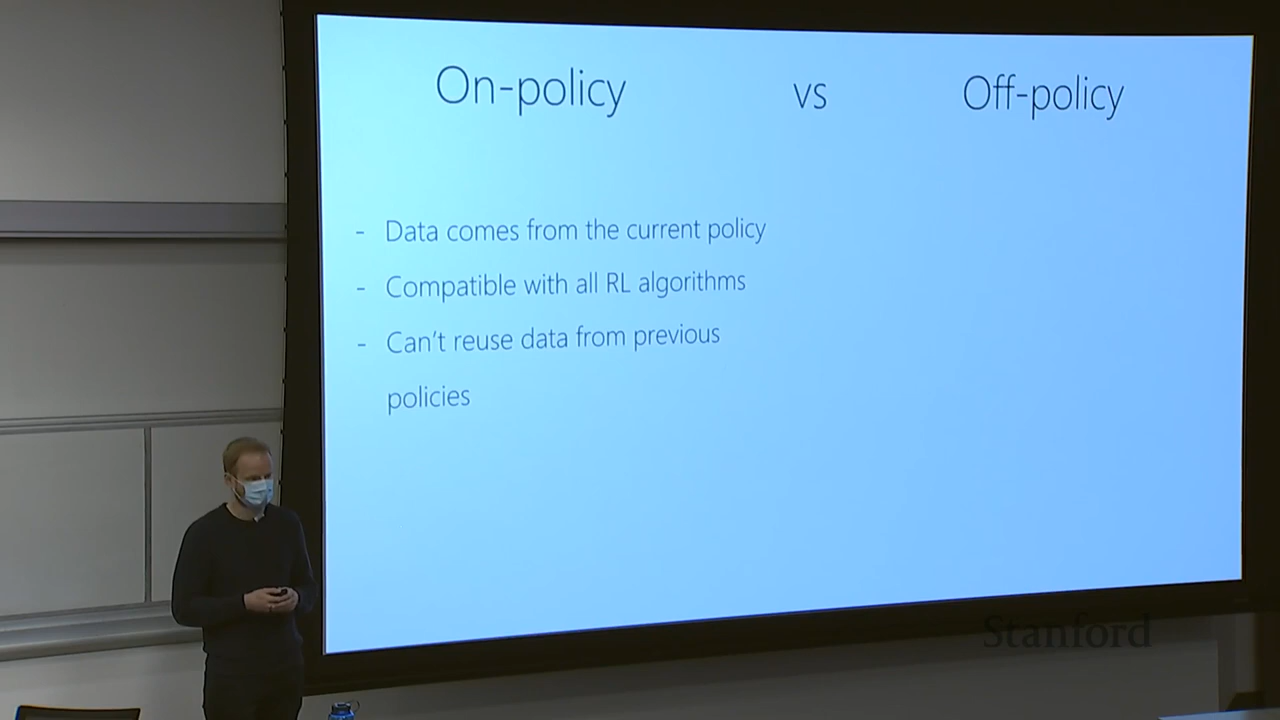 On-policy vs Off-policy
- Data comes from the current policy
- Compatible with all RL algorithms
- Can't reuse data from previous
policies
Stanford